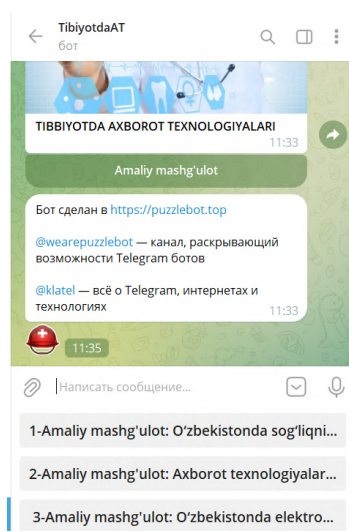 TibiyotdaAT
бот
TIBBIYOTDA AXBOROT TEXNOLOGIYALARI
11:33
Amaliy mashg'ulot
Бот сделан в https://puzzlebot.top
@wearepuzzlebot — канал, раскрывающий
возможности Telegram ботов
@klatel — всё о Telegram, интернетах и
технологиях
11:33
11:35
Написать сообщение...
1-Amaliy mashg'ulot: O‘zbekistonda sog‘liqni...
2-Amaliy mashg'ulot: Axborot texnologiyalar...
3-Amaliy mashg'ulot: O‘zbekistonda elektro...